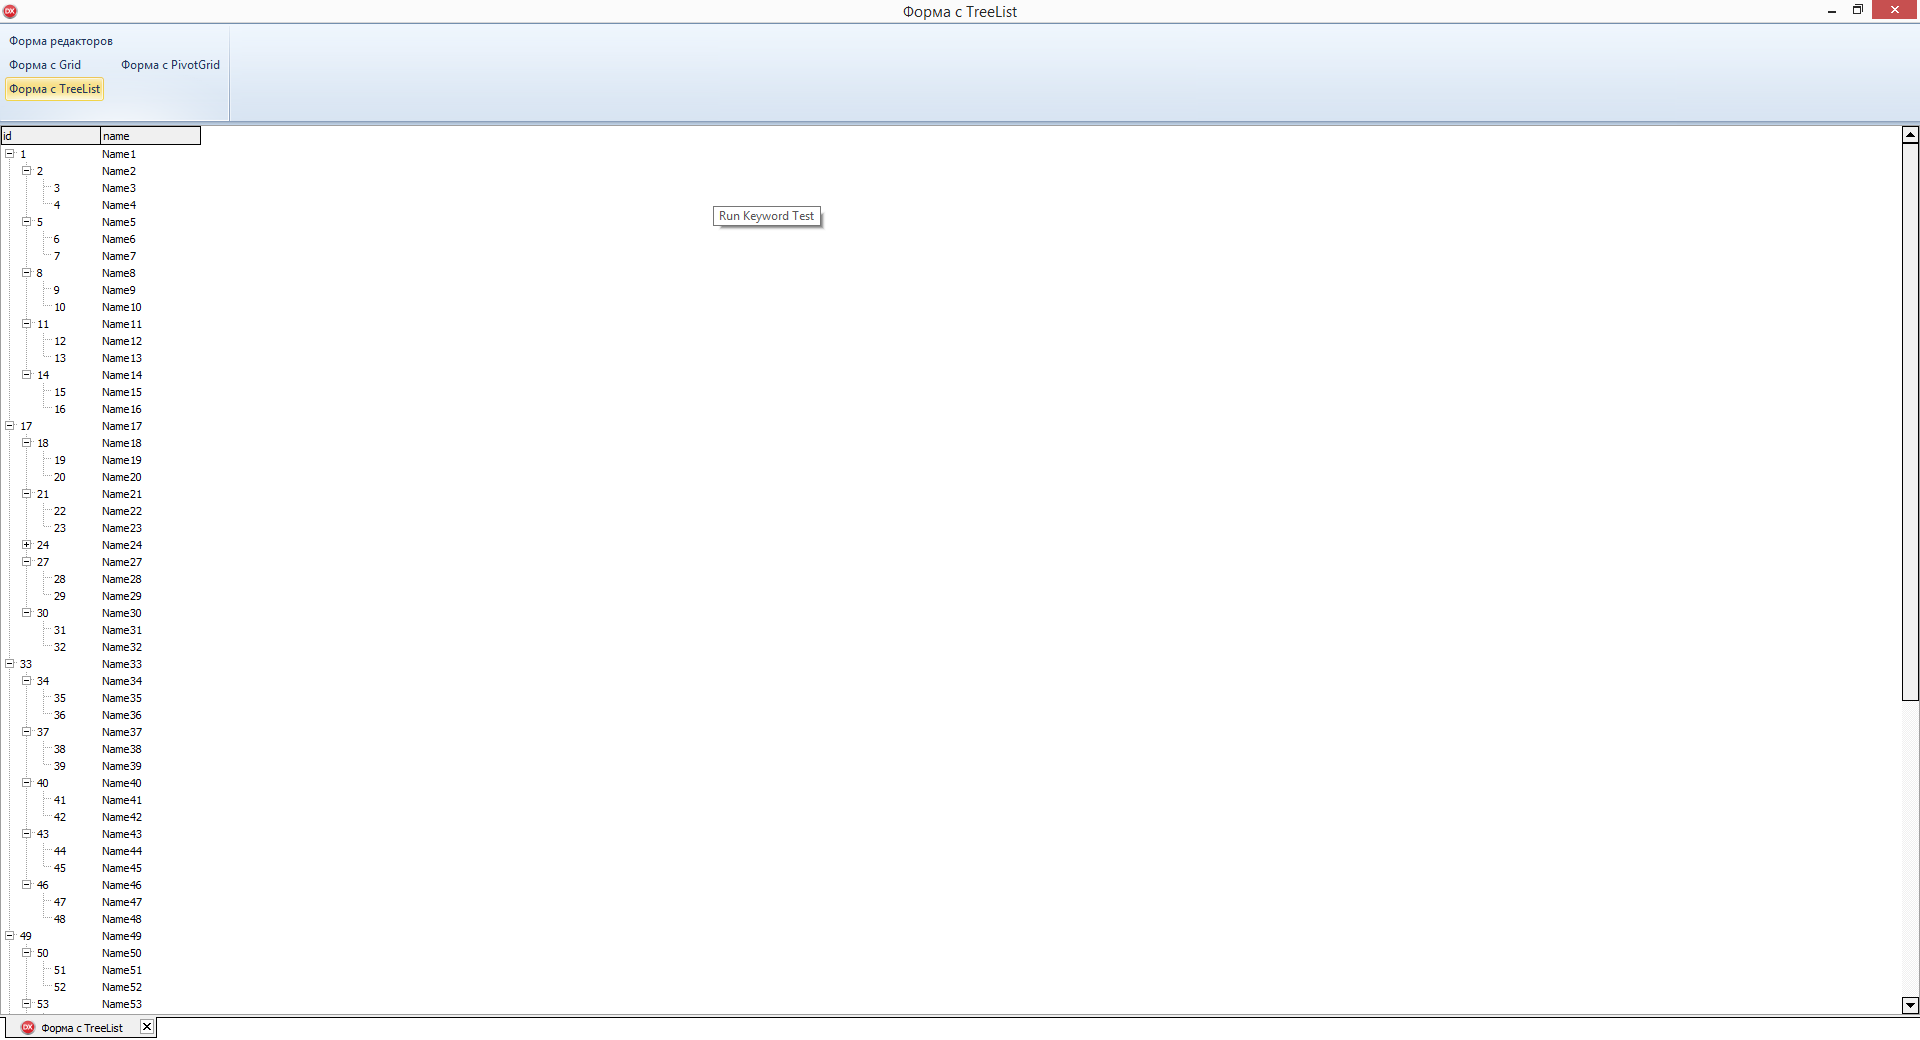 Форма с TreeList
Форма редакторов
Форма с Grid Форма с PivotGrid
Форма с TreeList
id name
1 Name1
2 Name2
3 Name3
4 Name4
Run Keyword Test
5 Name5
6 Name6
7 Name7
8 Name8
9 Name9
10 Name10
11 Name11
12 Name12
13 Name13
14 Name14
15 Name15
16 Name16
17 Name17
18 Name18
19 Name19
20 Name20
21 Name21
22 Name22
23 Name23
24 Name24
27 Name27
28 Name28
29 Name29
30 Name30
31 Name31
32 Name32
33 Name33
34 Name34
35 Name35
36 Name36
37 Name37
38 Name38
39 Name39
40 Name40
41 Name41
42 Name42
43 Name43
44 Name44
45 Name45
46 Name46
47 Name47
48 Name48
49 Name49
50 Name50
51 Name51
52 Name52
53 Name53
DX Форма с TreeList